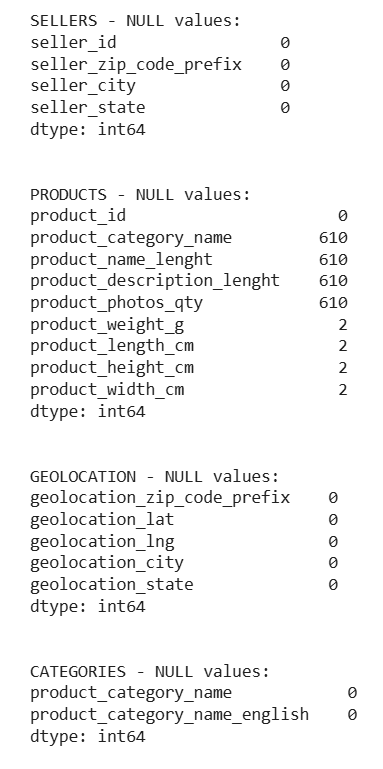 SELLERS - NULL values:
seller_id 0
seller_zip_code_prefix 0
seller_city 0
seller_state 0
dtype: int64
PRODUCTS - NULL values:
product_id 0
product_category_name 610
product_name_lenght 610
product_description_lenght 610
product_photos_qty 610
product_weight_g 2
product_length_cm 2
product_height_cm 2
product_width_cm 2
dtype: int64
GEOLOCATION - NULL values:
geolocation_zip_code_prefix 0
geolocation_lat 0
geolocation_lng 0
geolocation_city 0
geolocation_state 0
dtype: int64
CATEGORIES - NULL values:
product_category_name 0
product_category_name_english 0
dtype: int64